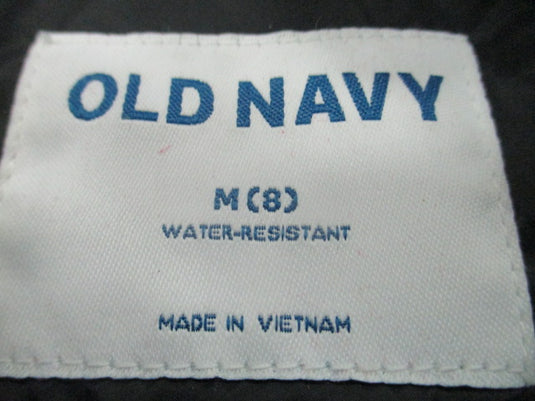 OLD NAVY
M (8)
WATER-RESISTANT
MADE IN VIETNAM